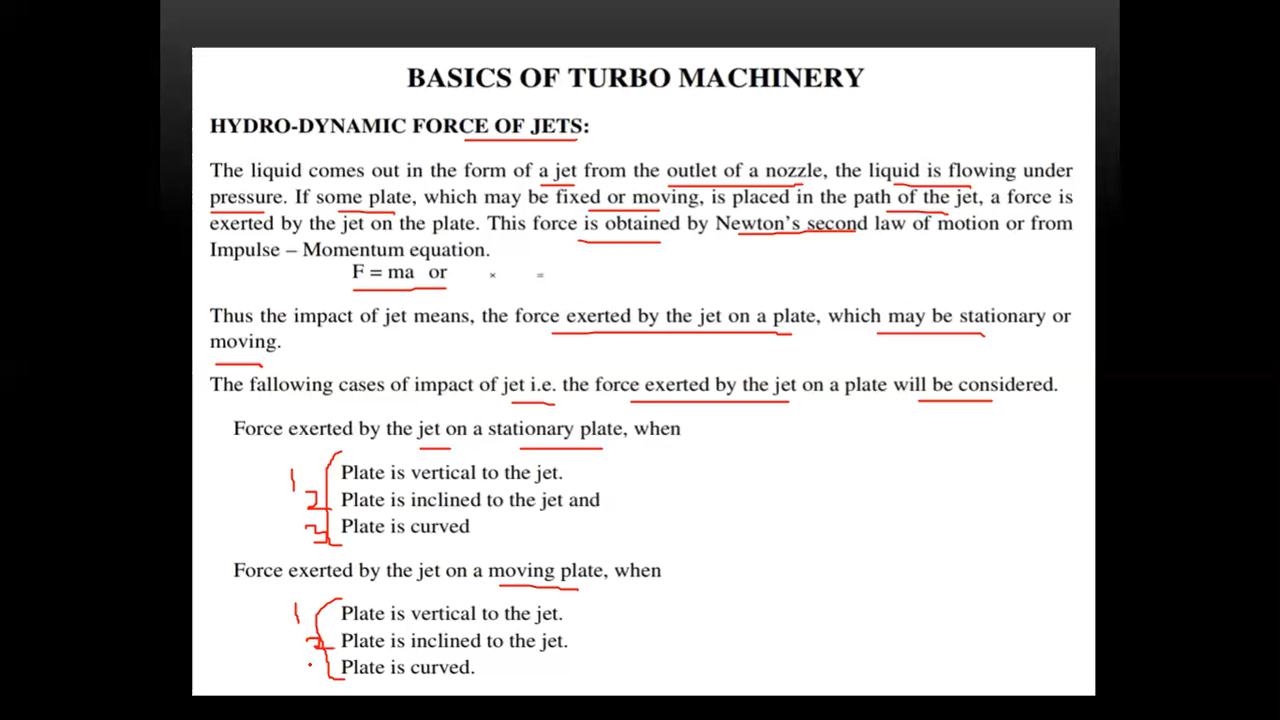 BASICS OF TURBO MACHINERY
HYDRO-DYNAMIC FORCE OF JETS:
The liquid comes out in the form of a jet from the outlet of a nozzle, the liquid is flowing under
pressure. If some plate, which may be fixed or moving, is placed in the path of the jet, a force is
exerted by the jet on the plate. This force is obtained by Newton's second law of motion or from
Impulse – Momentum equation.
F = ma or × =
Thus the impact of jet means, the force exerted by the jet on a plate, which may be stationary or
moving.
The fallowing cases of impact of jet i.e. the force exerted by the jet on a plate will be considered.
Force exerted by the jet on a stationary plate, when
1 Plate is vertical to the jet.
2 Plate is inclined to the jet and
3 Plate is curved
Force exerted by the jet on a moving plate, when
1 Plate is vertical to the jet.
2 Plate is inclined to the jet.
Plate is curved.